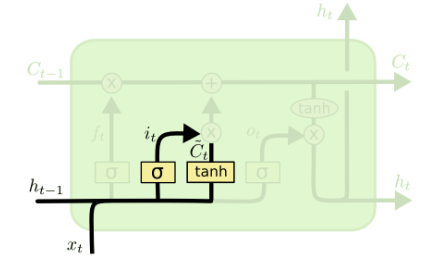 h_t
C_{t-1}
x
+
C_t
tanh
f_t
i_t
x
o_t
x
C̃_t
σ
σ
tanh
σ
h_{t-1}
h_t
x_t